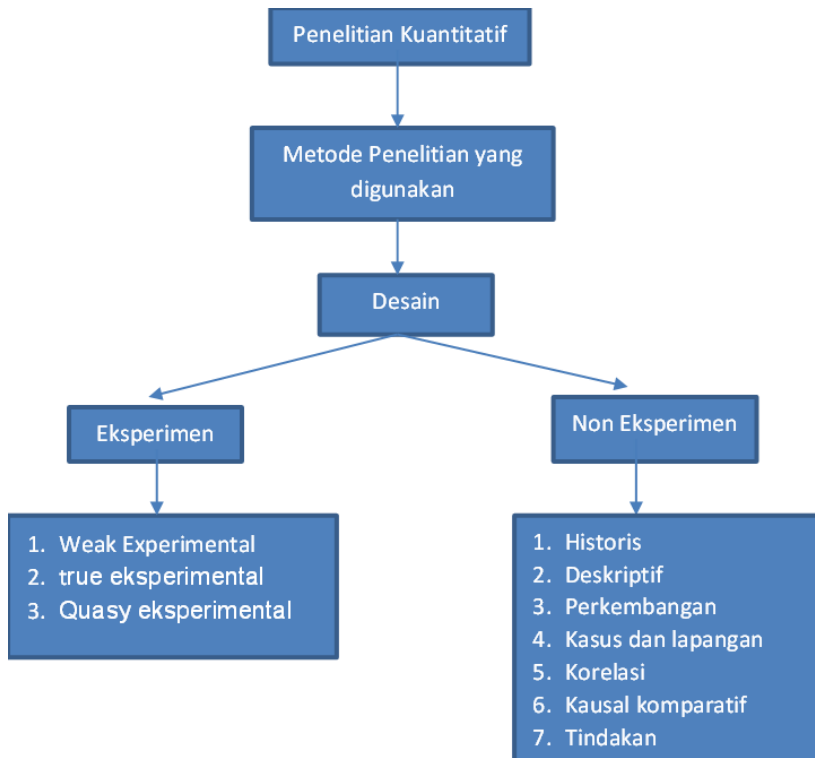 Penelitian Kuantitatif
Metode Penelitian yang
digunakan
Desain
Eksperimen
Non Eksperimen
1. Weak Experimental
2. true eksperimental
3. Quasy eksperimental
1. Historis
2. Deskriptif
3. Perkembangan
4. Kasus dan lapangan
5. Korelasi
6. Kausal komparatif
7. Tindakan